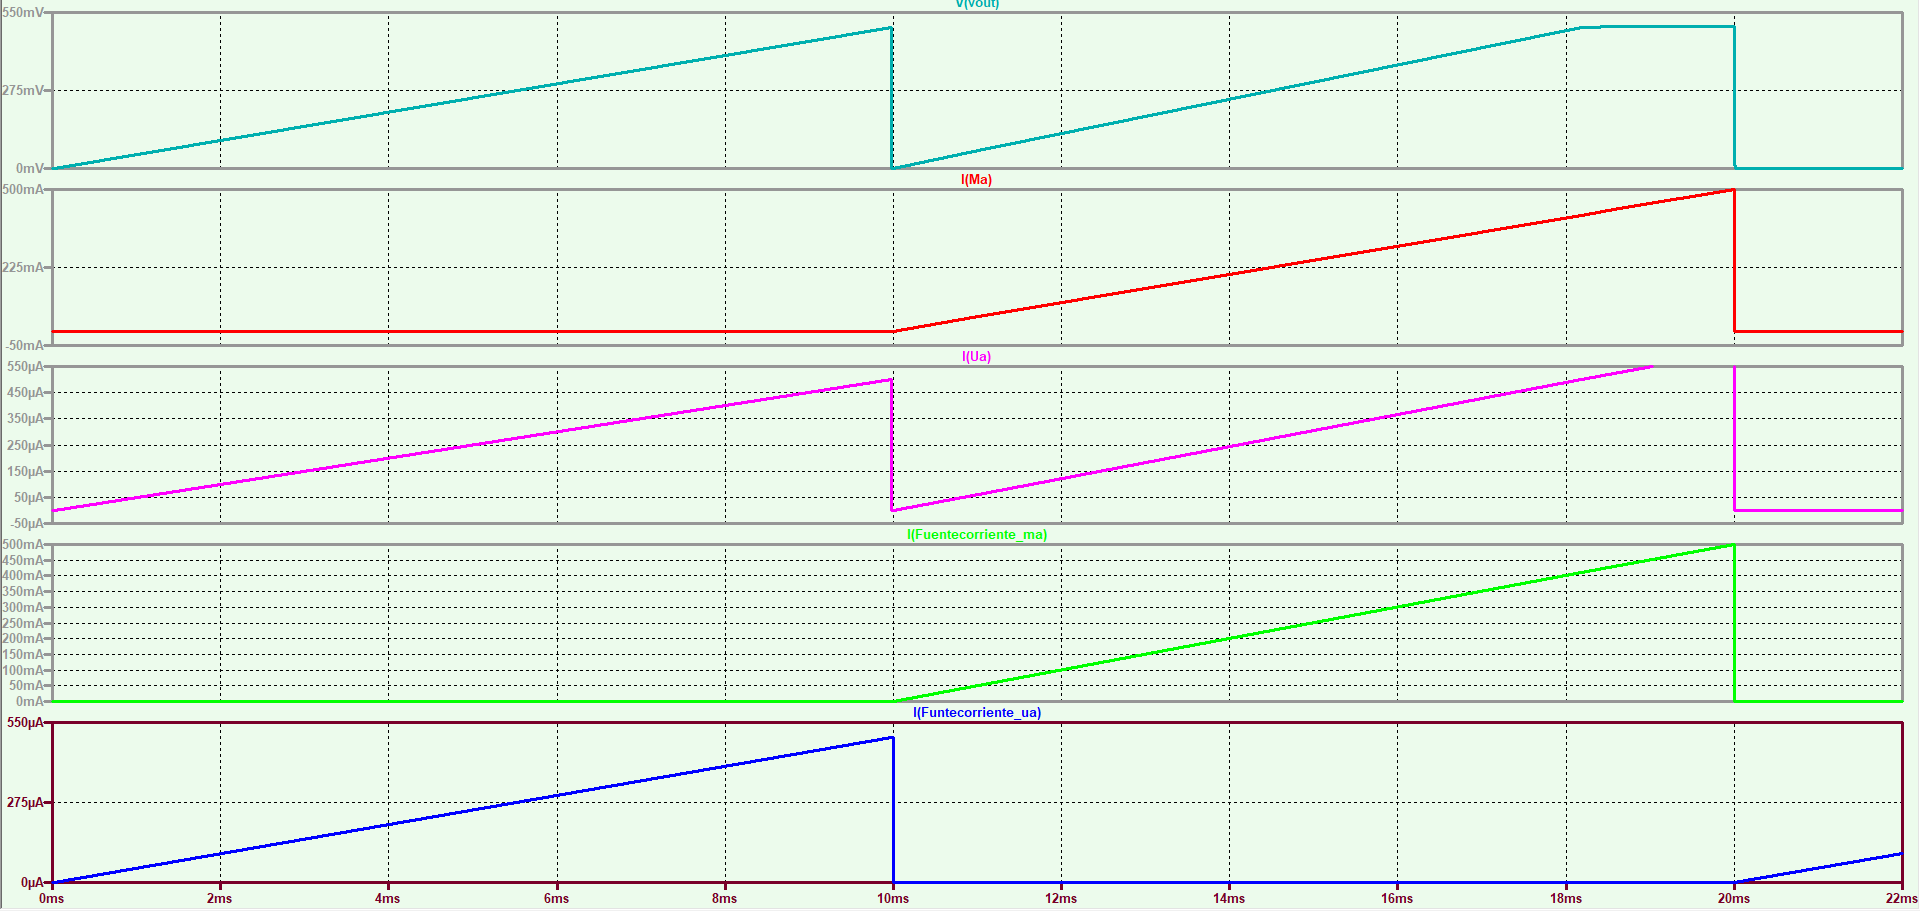 V(vout)
550mV
275mV
0mV
I(Ma)
500mA
225mA
-50mA
I(Ua)
550µA
450µA
350µA
250µA
150µA
50µA
-50µA
I(Fuentecorriente_ma)
500mA
450mA
400mA
350mA
300mA
250mA
200mA
150mA
100mA
50mA
0mA
I(Funtecorriente_ua)
550µA
275µA
0µA
0ms 2ms 4ms 6ms 8ms 10ms 12ms 14ms 16ms 18ms 20ms 22ms